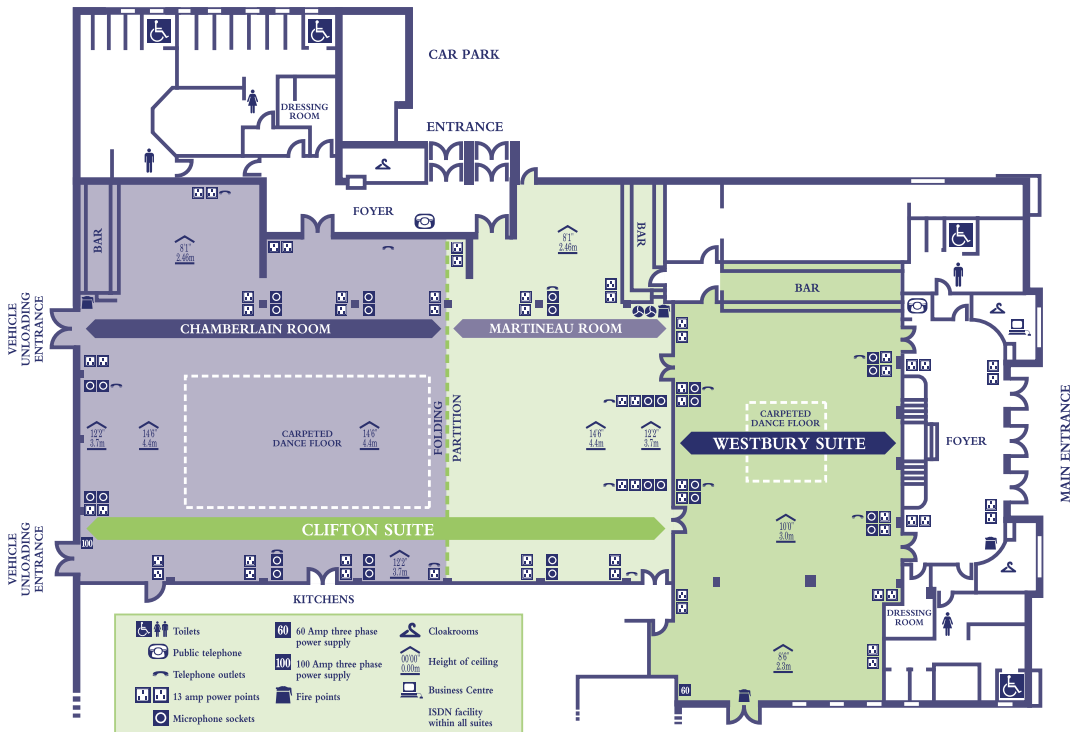 CAR PARK
ENTRANCE
DRESSING
ROOM
FOYER
BAR
8'1"
2.46m
8'1"
2.46m
BAR
BAR
VEHICLE
UNLOADING
ENTRANCE
CHAMBERLAIN ROOM
MARTINEAU ROOM
12'2"
3.7m
14'6"
4.4m
CARPETED
DANCE FLOOR
14'6"
4.4m
FOLDING
PARTITION
14'6"
4.4m
12'2"
3.7m
CARPETED
DANCE FLOOR
WESTBURY SUITE
FOYER
MAIN ENTRANCE
CLIFTON SUITE
10'0"
3.0m
VEHICLE
UNLOADING
ENTRANCE
100
12'2"
3.7m
KITCHENS
DRESSING
ROOM
8'6"
2.3m
60
Toilets
Public telephone
Telephone outlets
13 amp power points
Microphone sockets
60
60 Amp three phase
power supply
100
100 Amp three phase
power supply
Fire points
Cloakrooms
00'00"
0.00m
Height of ceiling
Business Centre
ISDN facility
within all suites